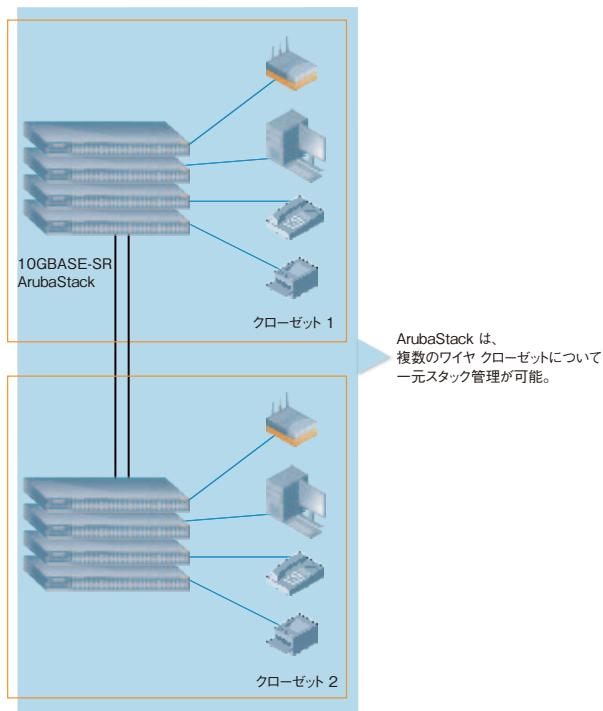 10GBASE-SR
ArubaStack
クローゼット 1
ArubaStack は、
複数のワイヤ クローゼットについて
一元スタック管理が可能。
クローゼット 2